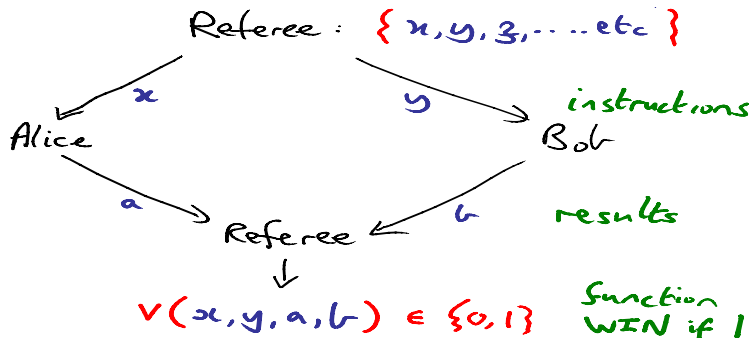 Referee: { x, y, z, .... etc }
x y instructions
Alice Bob
a b results
Referee
V(x, y, a, b) ∈ {0, 1} function
WIN if 1